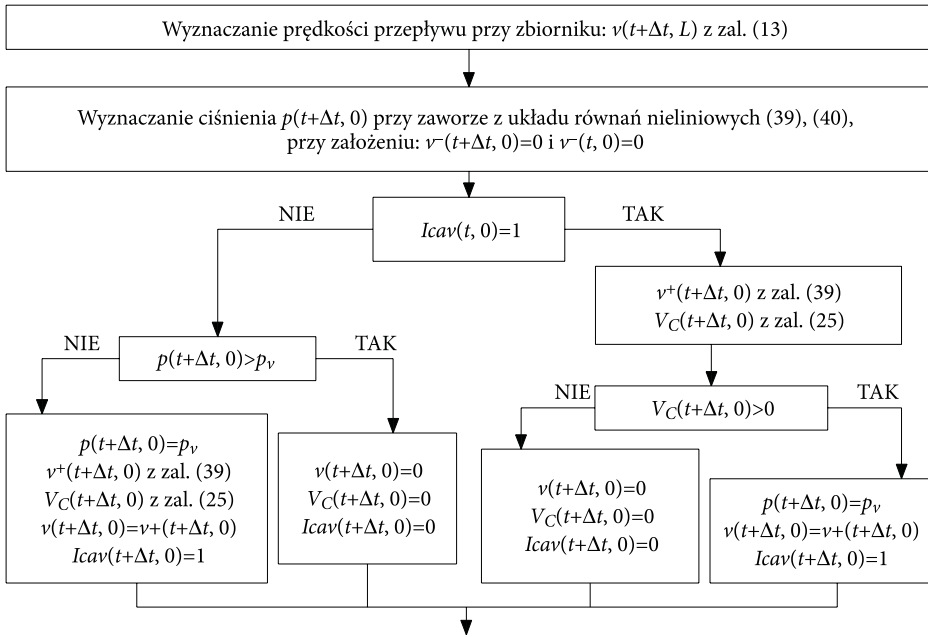 Wyznaczanie prędkości przepływu przy zbiorniku: v(t+Δt, L) z zal. (13)
Wyznaczanie ciśnienia p(t+Δt, 0) przy zaworze z układu równań nieliniowych (39), (40),
przy założeniu: v⁻(t+Δt, 0)=0 i v⁻(t, 0)=0
NIE
Icav(t, 0)=1
TAK
v⁺(t+Δt, 0) z zal. (39)
V_C(t+Δt, 0) z zal. (25)
NIE
p(t+Δt, 0)>p_v
TAK
NIE
V_C(t+Δt, 0)>0
TAK
p(t+Δt, 0)=p_v
v⁺(t+Δt, 0) z zal. (39)
V_C(t+Δt, 0) z zal. (25)
v(t+Δt, 0)=v+(t+Δt, 0)
Icav(t+Δt, 0)=1
v(t+Δt, 0)=0
V_C(t+Δt, 0)=0
Icav(t+Δt, 0)=0
v(t+Δt, 0)=0
V_C(t+Δt, 0)=0
Icav(t+Δt, 0)=0
p(t+Δt, 0)=p_v
v(t+Δt, 0)=v+(t+Δt, 0)
Icav(t+Δt, 0)=1